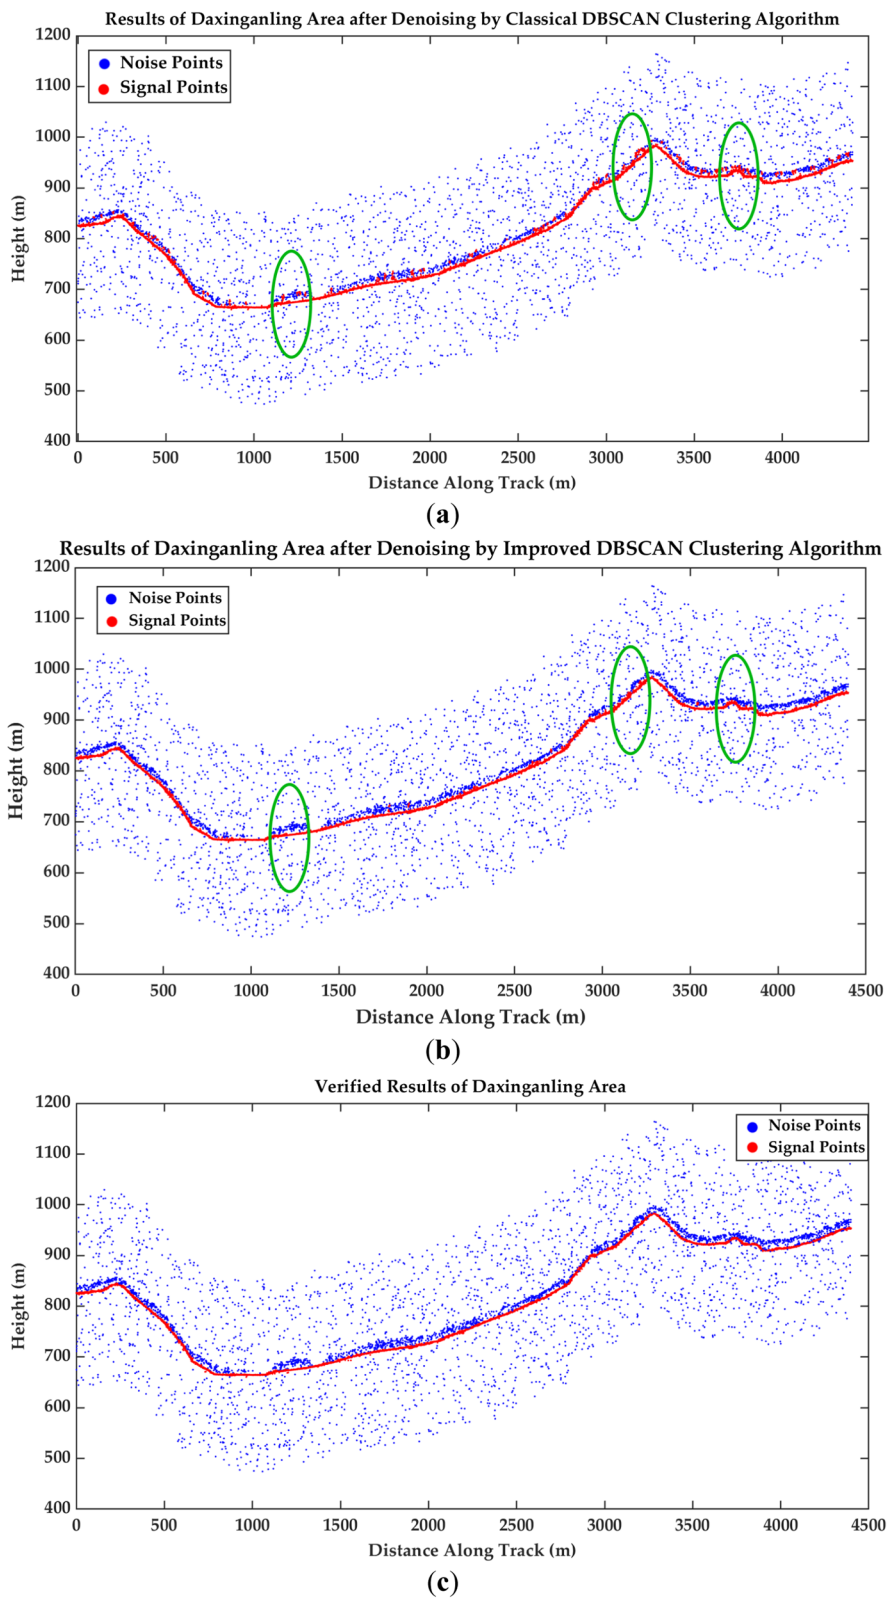 Results of Daxinganling Area after Denoising by Classical DBSCAN Clustering Algorithm
1200
1100
1000
900
800
700
600
500
400
Height (m)
Noise Points
Signal Points
0 500 1000 1500 2000 2500 3000 3500 4000
Distance Along Track (m)
(a)
Results of Daxinganling Area after Denoising by Improved DBSCAN Clustering Algorithm
1200
1100
1000
900
800
700
600
500
400
Height (m)
Noise Points
Signal Points
0 500 1000 1500 2000 2500 3000 3500 4000 4500
Distance Along Track (m)
(b)
Verified Results of Daxinganling Area
1200
1100
1000
900
800
700
600
500
400
Height (m)
Noise Points
Signal Points
0 500 1000 1500 2000 2500 3000 3500 4000 4500
Distance Along Track (m)
(c)